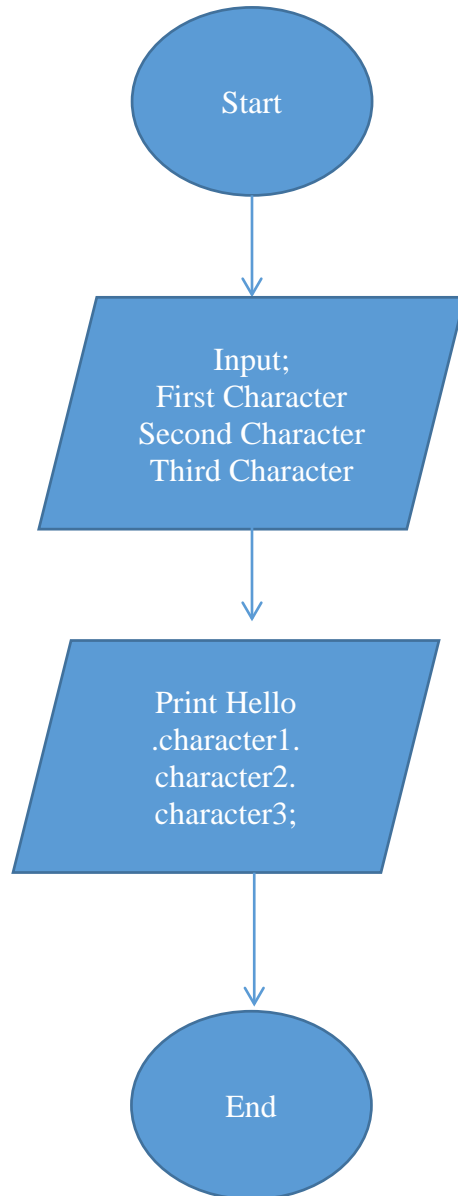 Start
Input;
First Character
Second Character
Third Character
Print Hello
.character1.
character2.
character3;
End